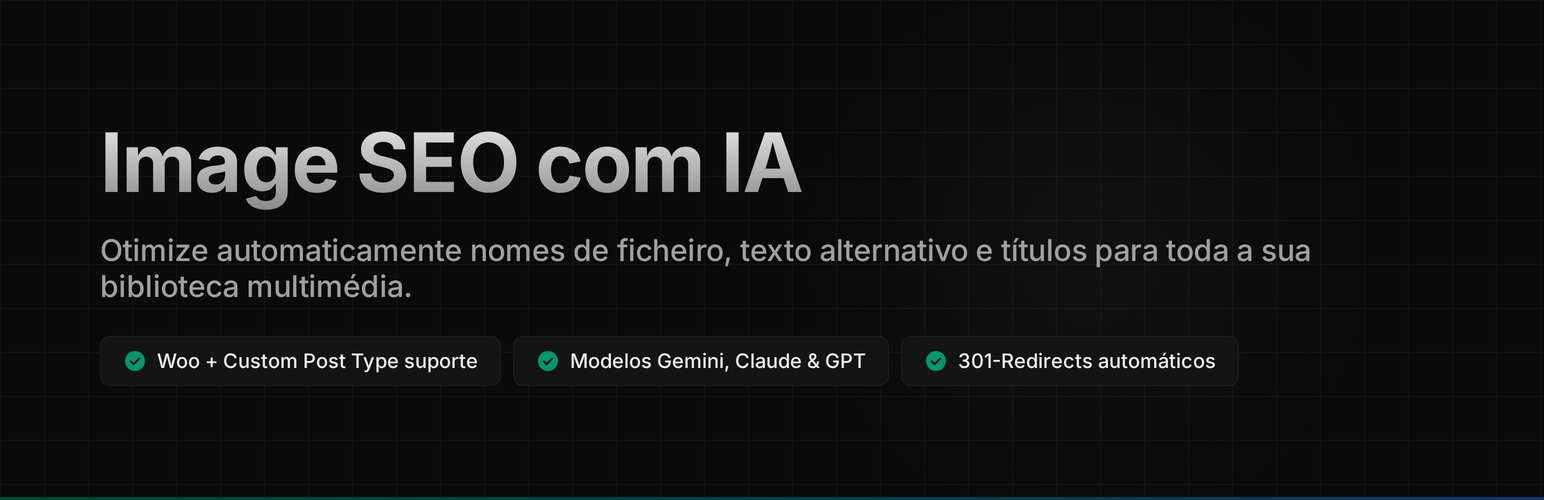 Image SEO com IA
Otimize automaticamente nomes de ficheiro, texto alternativo e títulos para toda a sua
biblioteca multimédia.
Woo + Custom Post Type suporte
Modelos Gemini, Claude & GPT
301-Redirects automáticos